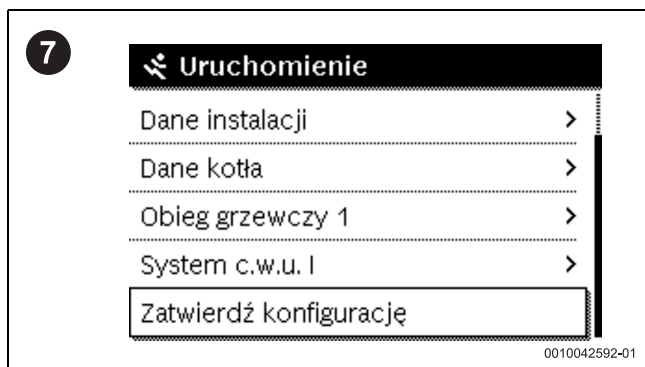 7
Uruchomienie
Dane instalacji
Dane kotła
Obieg grzewczy 1
System c.w.u. I
Zatwierdź konfigurację
0010042592-01